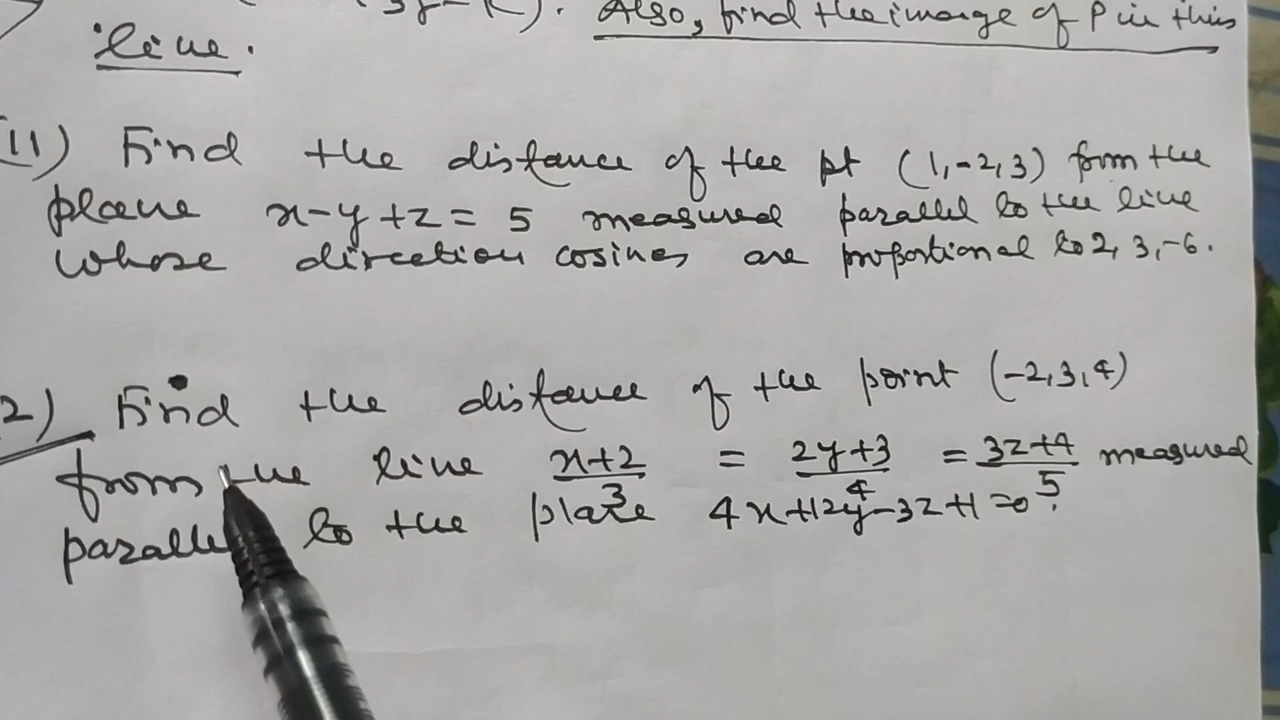 Also, find the image of P in this
line.
(11) Find the distance of the pt (1,-2,3) from the
plane x-y+z=5 measured parallel to the line
whose direction cosines are proportional to 2, 3,-6.
2) Find the distance of the point (-2,3,4)
from the line x+2/3 = 2y+3/4 = 3z+4/5 measured
parallel to the plane 4x+12y-3z+1=0.